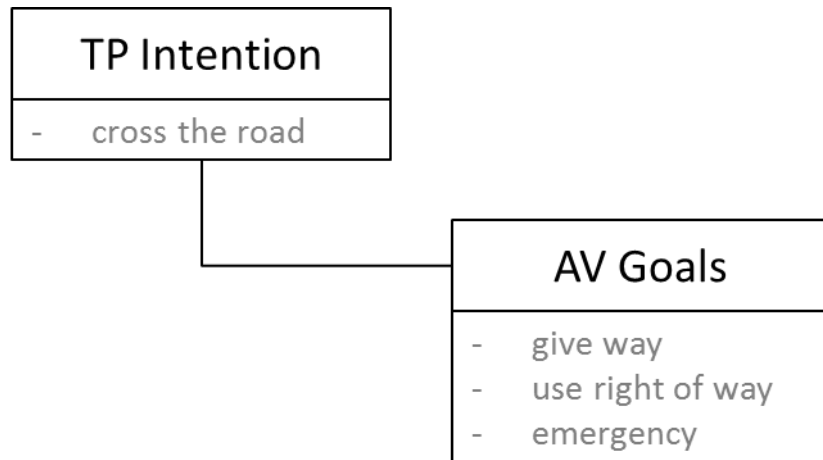 TP Intention
- cross the road
AV Goals
- give way
- use right of way
- emergency